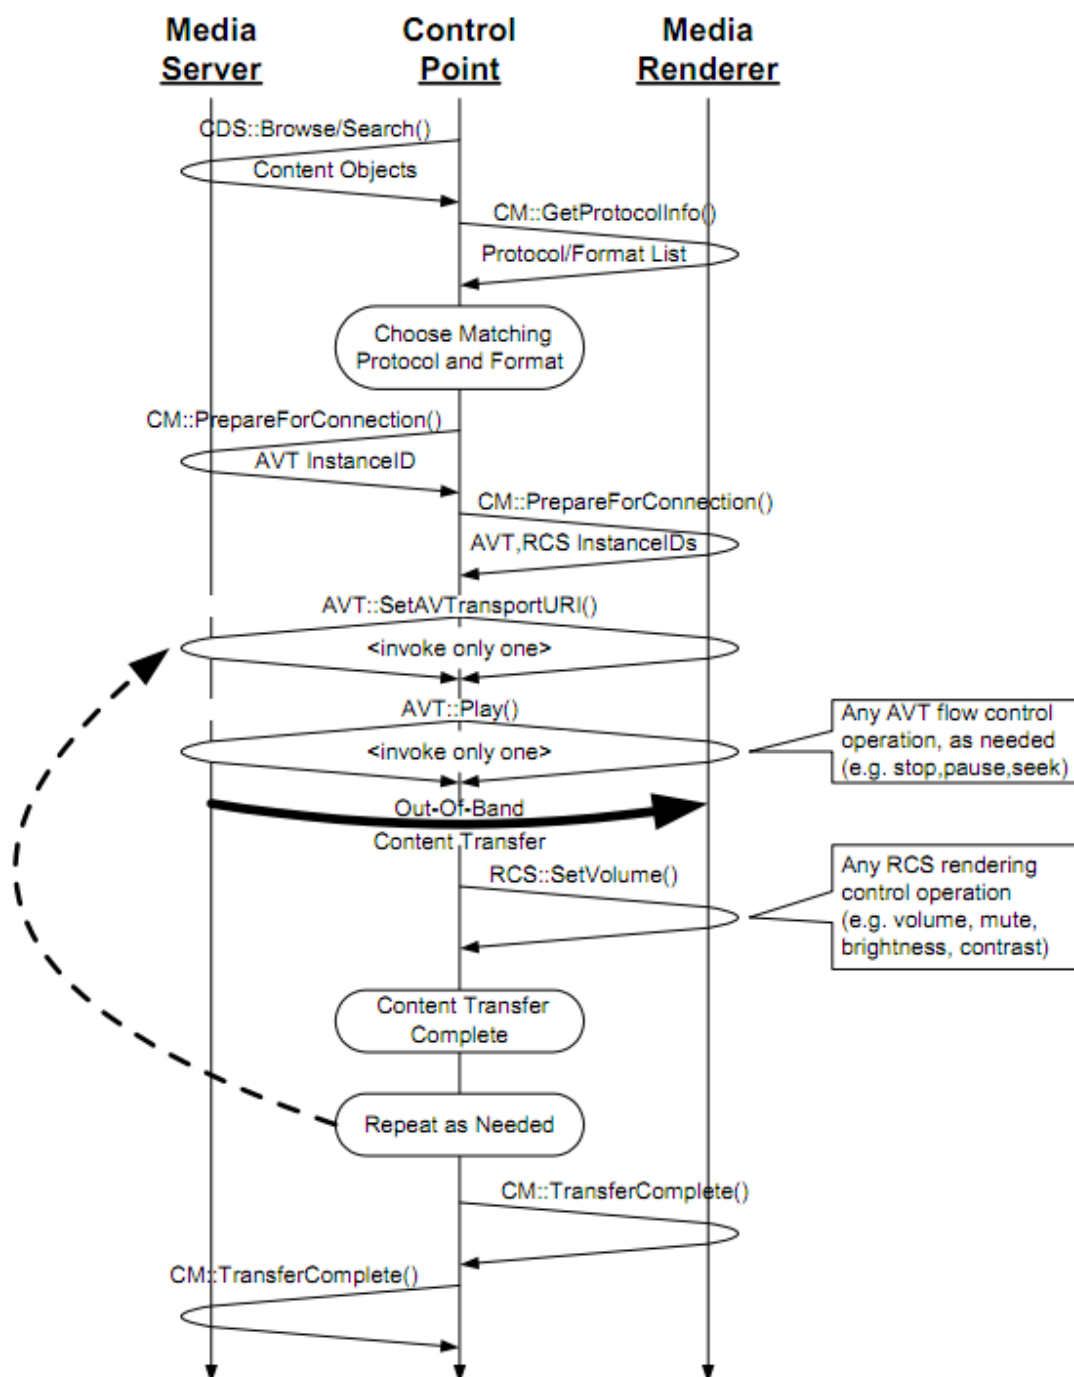 Media
Server
Control
Point
Media
Renderer
CDS::Browse/Search()
Content Objects
CM::GetProtocolInfo()
Protocol/Format List
Choose Matching
Protocol and Format
CM::PrepareForConnection()
AVT InstanceID
CM::PrepareForConnection()
AVT,RCS InstanceIDs
AVT::SetAVTransportURI()
<invoke only one>
AVT::Play()
<invoke only one>
Any AVT flow control
operation, as needed
(e.g. stop,pause,seek)
Out-Of-Band
Content Transfer
RCS::SetVolume()
Any RCS rendering
control operation
(e.g. volume, mute,
brightness, contrast)
Content Transfer
Complete
Repeat as Needed
CM::TransferComplete()
CM::TransferComplete()